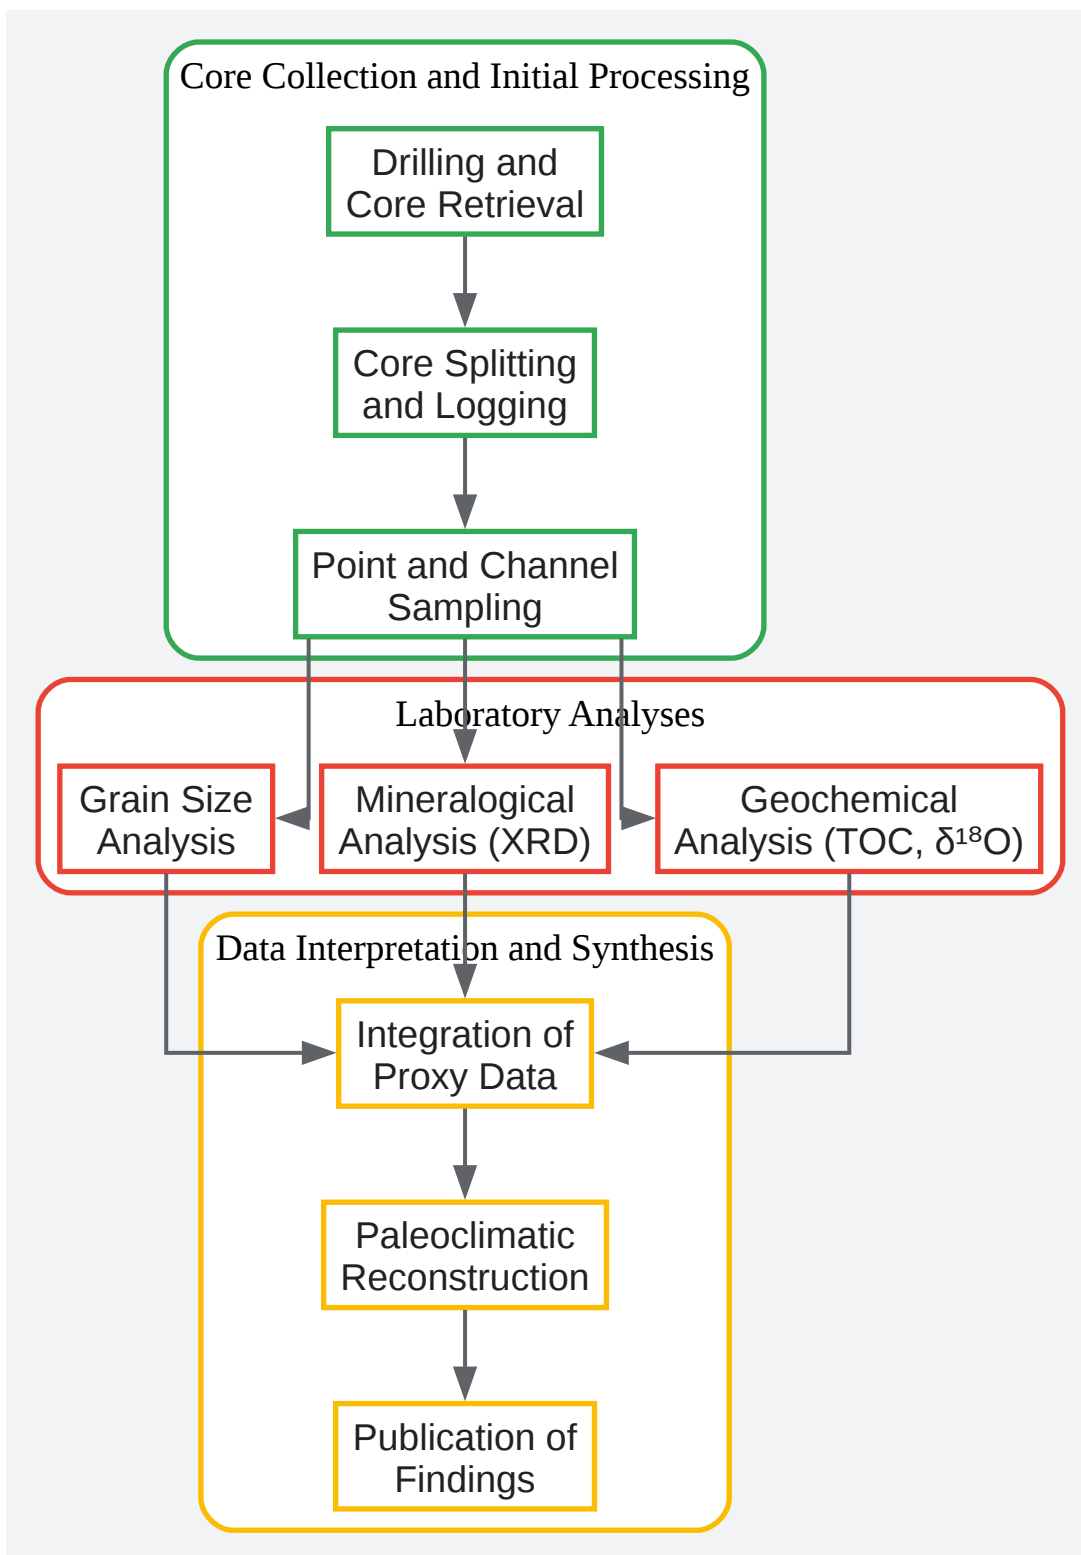 Core Collection and Initial Processing
Drilling and
Core Retrieval
Core Splitting
and Logging
Point and Channel
Sampling
Laboratory Analyses
Grain Size
Analysis
Mineralogical
Analysis (XRD)
Geochemical
Analysis (TOC, δ¹⁸O)
Data Interpretation and Synthesis
Integration of
Proxy Data
Paleoclimatic
Reconstruction
Publication of
Findings